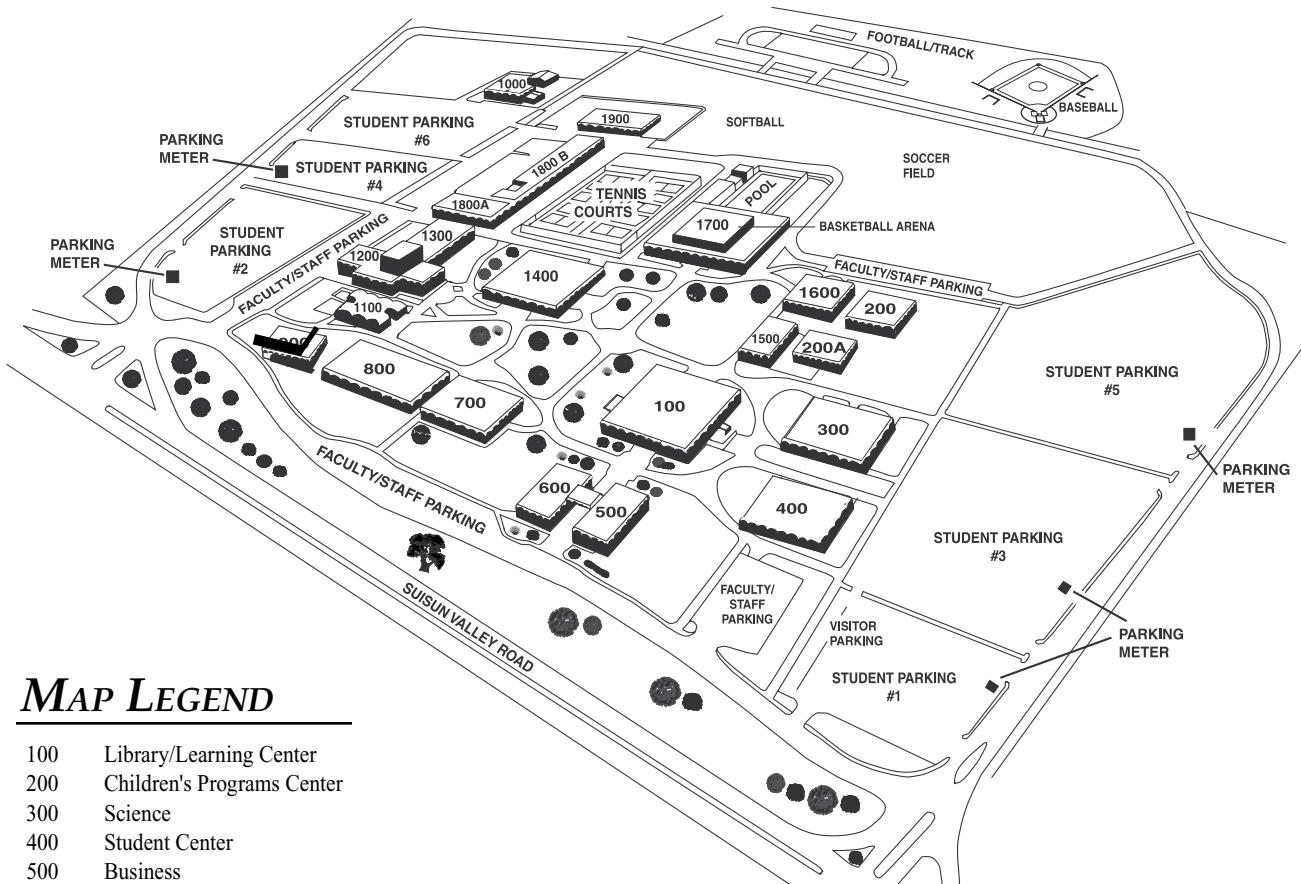 FOOTBALL/TRACK
BASEBALL
1000
STUDENT PARKING
#6
1900
SOFTBALL
PARKING
METER
STUDENT PARKING
#4
1800 B
SOCCER
FIELD
TENNIS
COURTS
POOL
1800A
1700
BASKETBALL ARENA
STUDENT
PARKING
#2
PARKING
METER
FACULTY/STAFF PARKING
1300
1200
1400
FACULTY/STAFF PARKING
1600
200
1100
1500
200A
800
700
100
300
STUDENT PARKING
#5
PARKING
METER
FACULTY/STAFF PARKING
600
500
400
STUDENT PARKING
#3
FACULTY/
STAFF
PARKING
VISITOR
PARKING
PARKING
METER
SUISUN VALLEY ROAD
STUDENT PARKING
#1
MAP LEGEND
100 Library/Learning Center
200 Children's Programs Center
300 Science
400 Student Center
500 Business